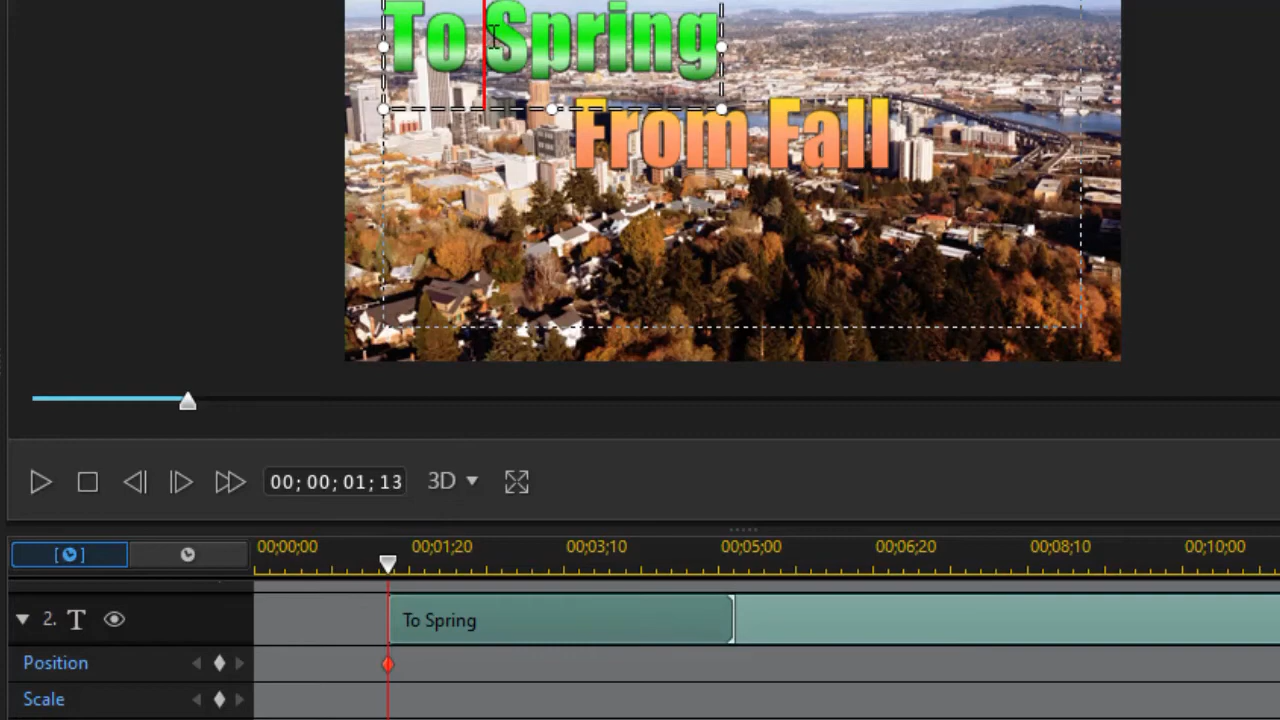 To Spring
From Fall
00;00;01;13 3D
00;00;00 00;01;20 00;03;10 00;05;00 00;06;20 00;08;10 00;10;00
2. T To Spring
Position
Scale